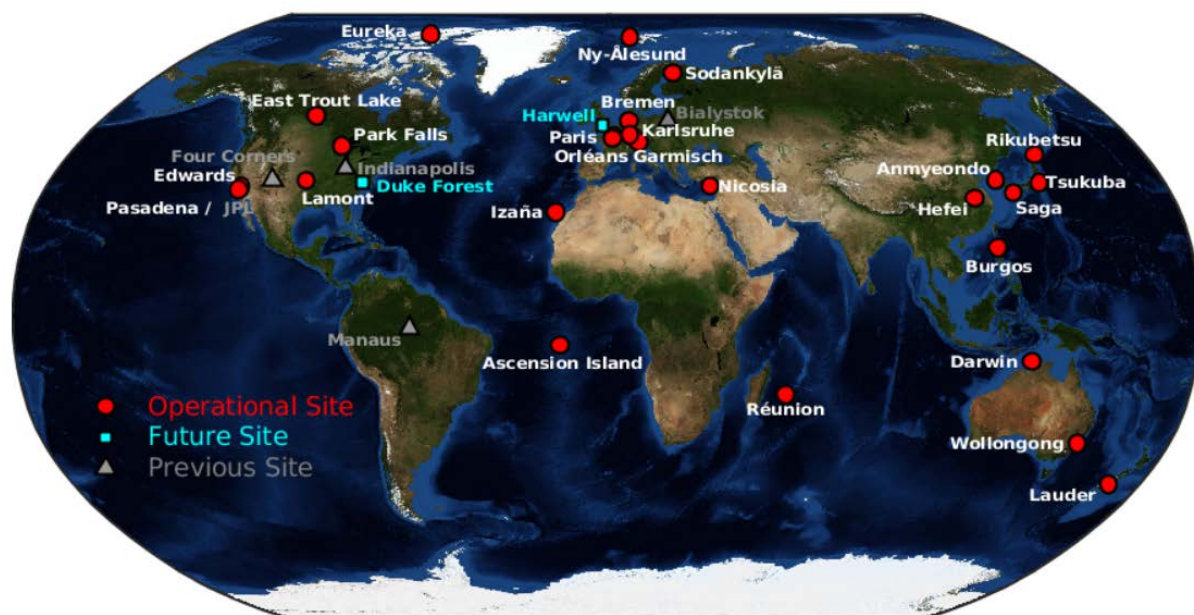 Eureka
Ny-Ålesund
Sodankylä
East Trout Lake
Bremen
Harwell
Bialystok
Park Falls
Paris
Karlsruhe
Rikubetsu
Four Corners
Indianapolis
Orléans Garmisch
Anmyeondo
Edwards
Duke Forest
Nicosia
Tsukuba
Lamont
Pasadena / JPL
Izaña
Hefei
Saga
Burgos
Manaus
Ascension Island
Darwin
Réunion
Operational Site
Future Site
Wollongong
Previous Site
Lauder